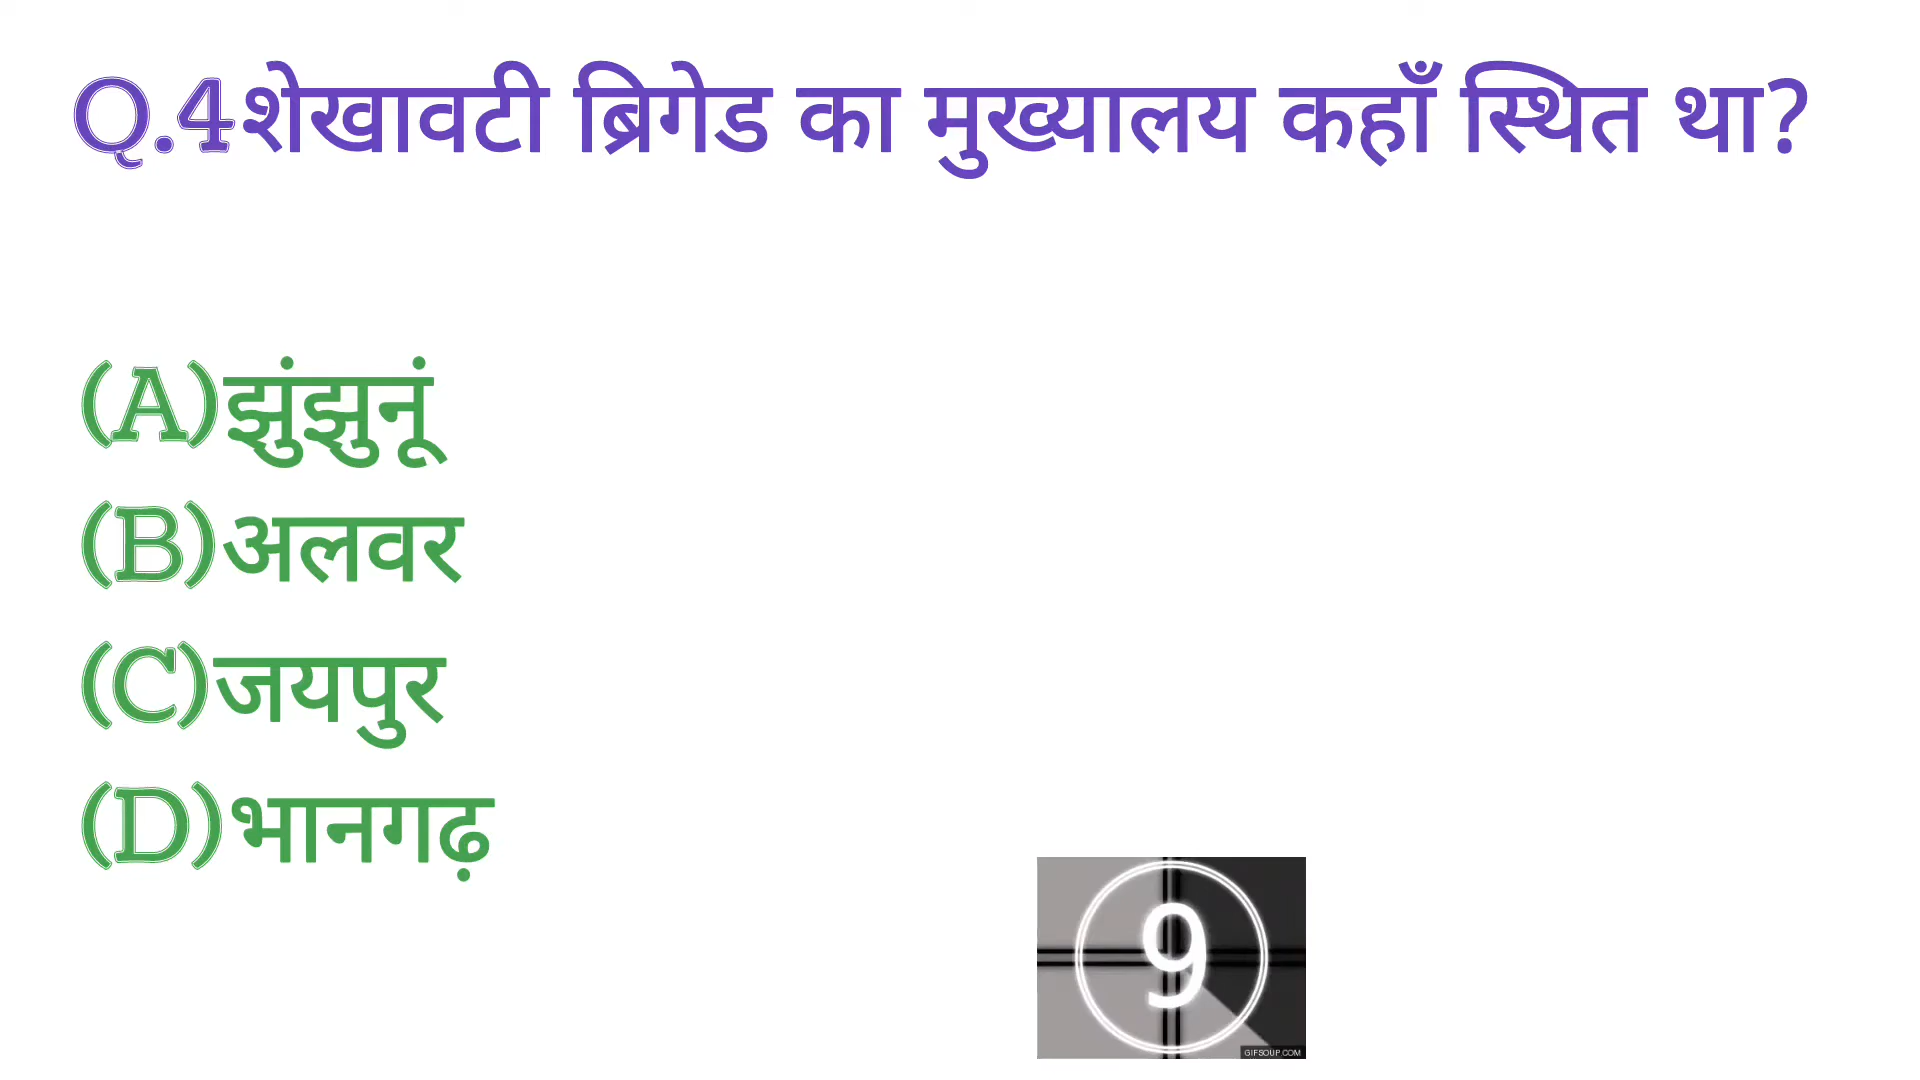 Q.4शेखावटी ब्रिगेड का मुख्यालय कहाँ स्थित था?
(A)झुंझुनूं
(B)अलवर
(C)जयपुर
(D)भानगढ़
9
GIFSOUP.COM